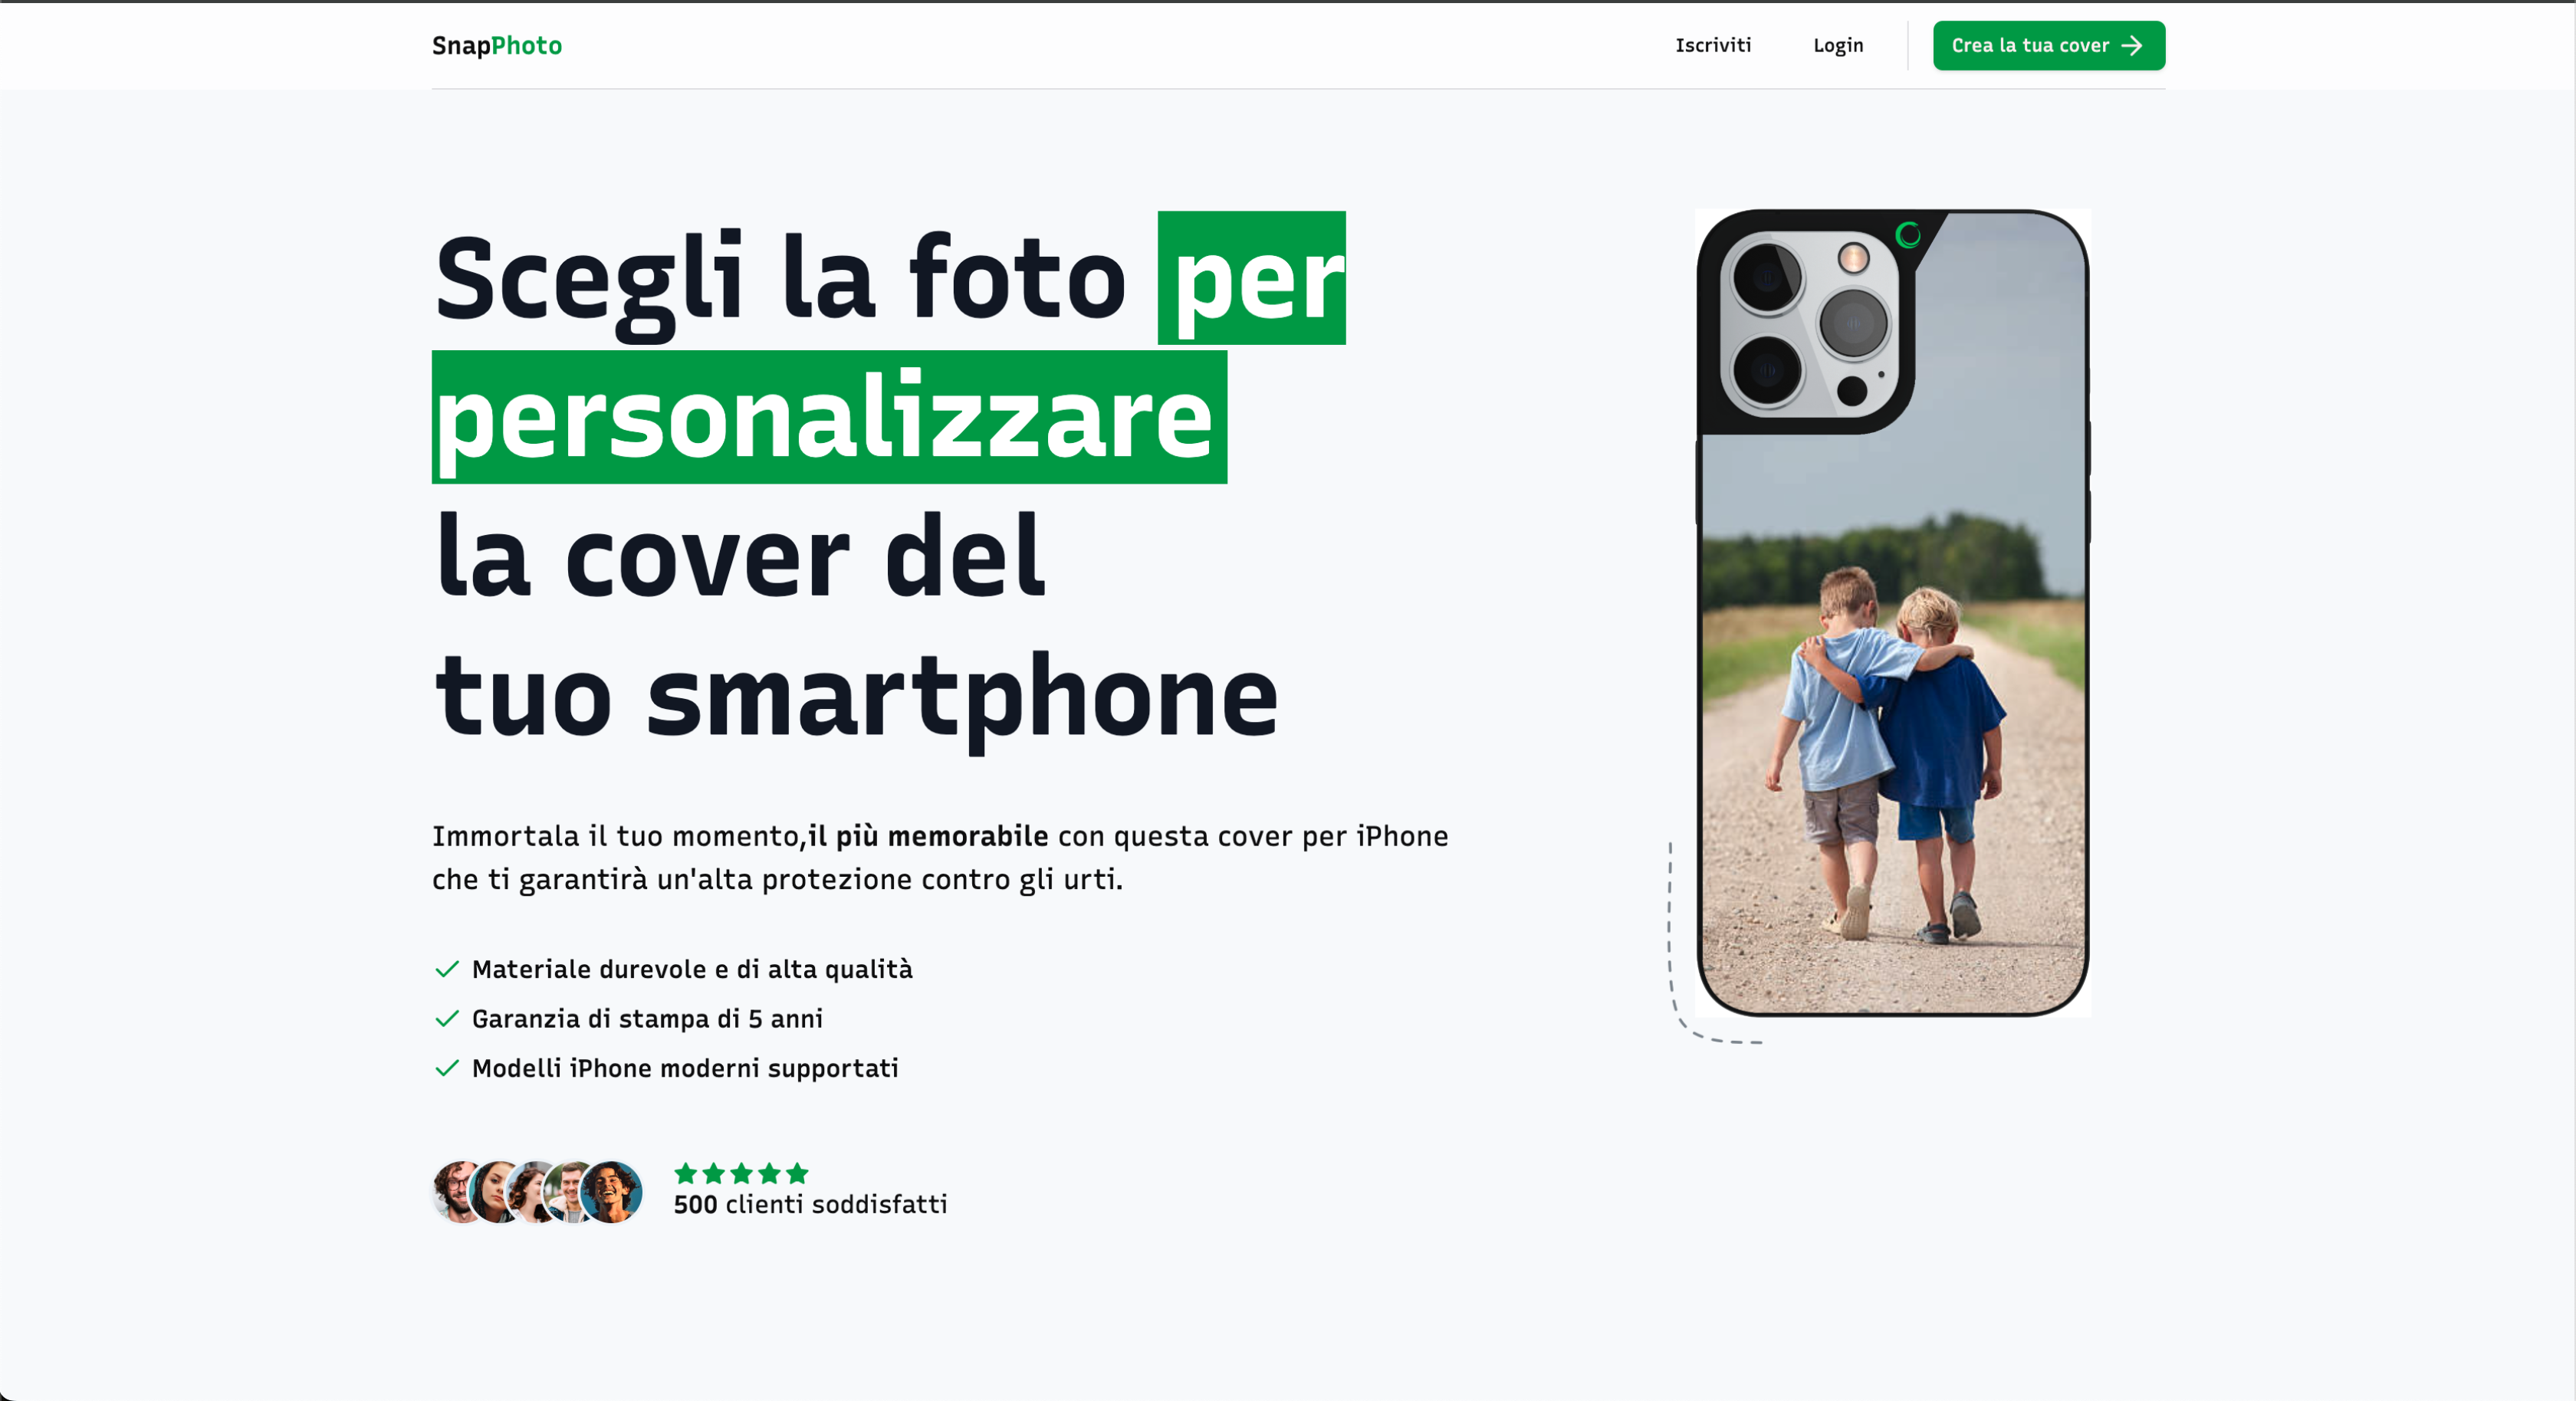 SnapPhoto
Iscriviti
Login
Crea la tua cover
Scegli la foto per
personalizzare
la cover del
tuo smartphone
Immortala il tuo momento,il più memorabile con questa cover per iPhone
che ti garantirà un'alta protezione contro gli urti.
Materiale durevole e di alta qualità
Garanzia di stampa di 5 anni
Modelli iPhone moderni supportati
500 clienti soddisfatti